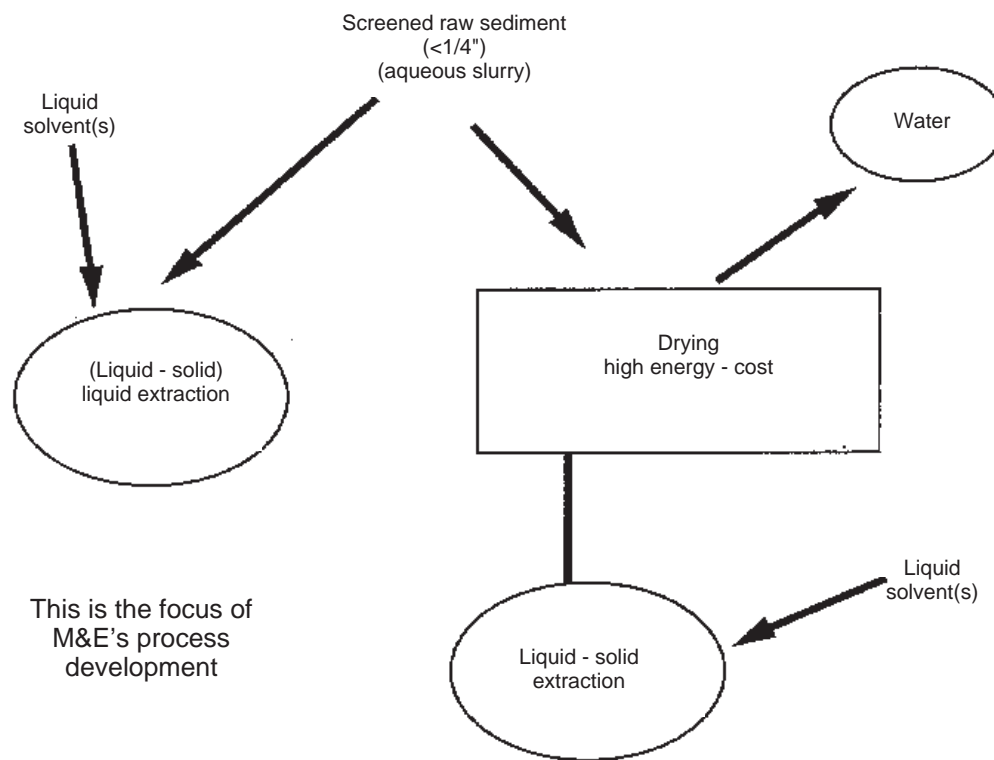 Screened raw sediment
(<1/4")
(aqueous slurry)
Liquid
solvent(s)
Water
(Liquid - solid)
liquid extraction
Drying
high energy - cost
This is the focus of
M&E's process
development
Liquid - solid
extraction
Liquid
solvent(s)